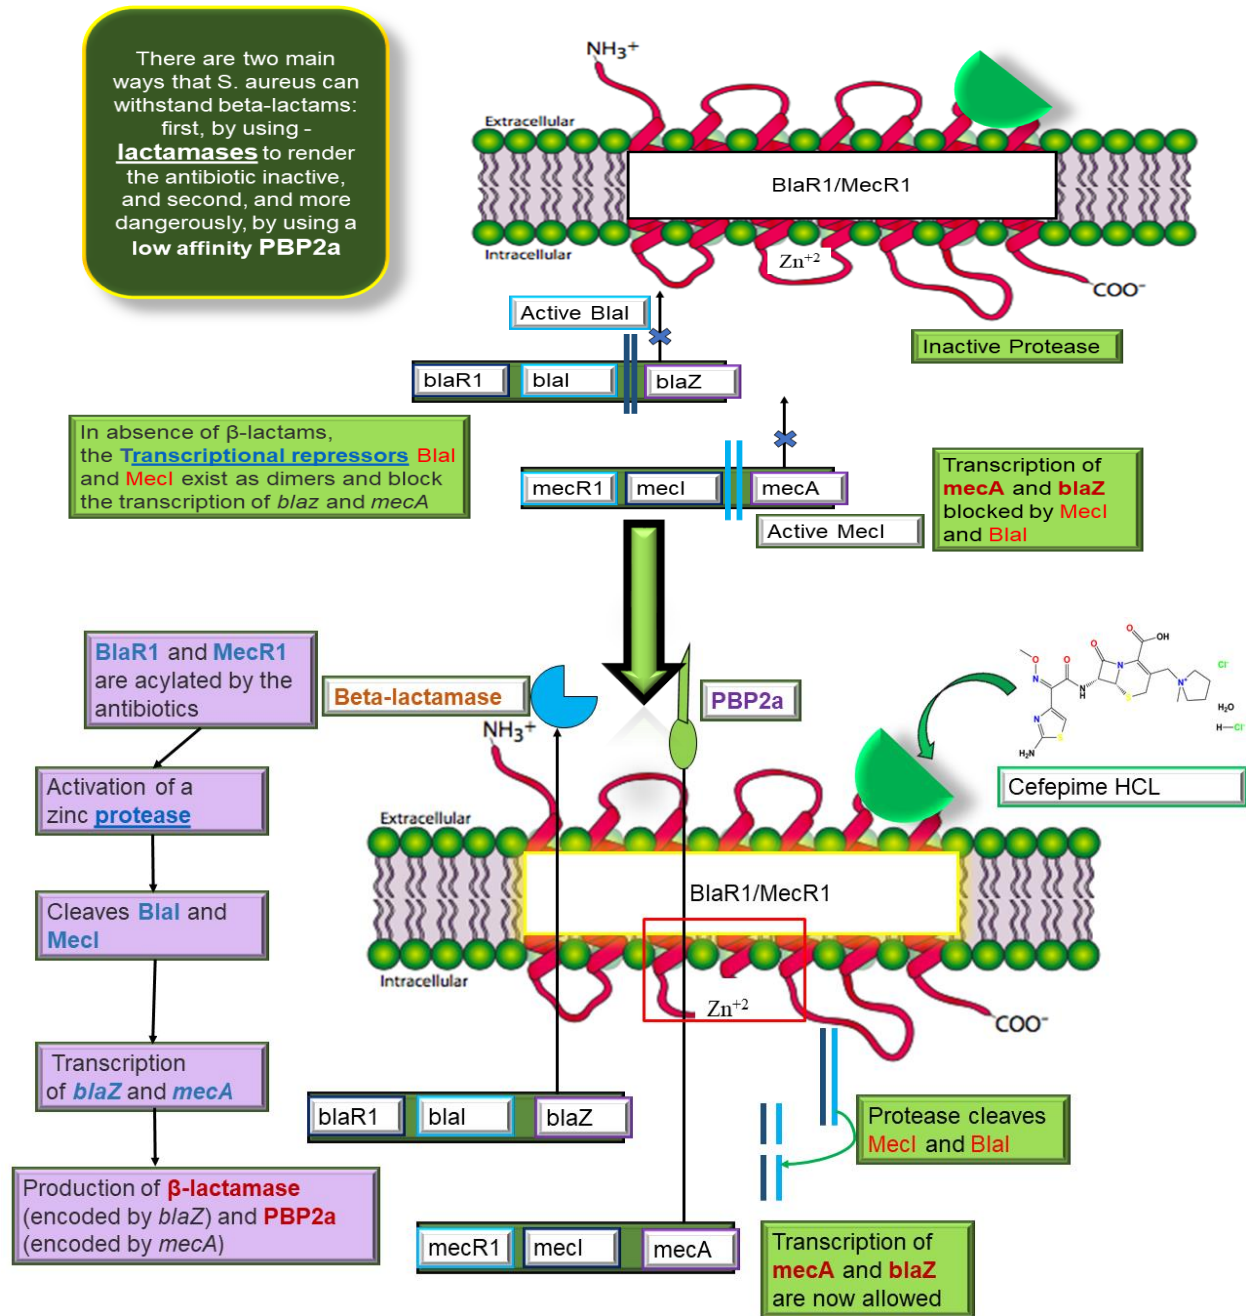 There are two main
ways that S. aureus can
withstand beta-lactams:
first, by using -
lactamases to render
the antibiotic inactive,
and second, and more
dangerously, by using a
low affinity PBP2a
NH₃⁺
Extracellular
BlaR1/MecR1
Intracellular
Zn⁺²
COO⁻
Active BlaI
Inactive Protease
blaR1
blaI
blaZ
In absence of β-lactams,
the Transcriptional repressors BlaI
and MecI exist as dimers and block
the transcription of blaz and mecA
mecR1
mecI
mecA
Active MecI
Transcription of
mecA and blaZ
blocked by MecI
and BlaI
BlaR1 and MecR1
are acylated by the
antibiotics
Activation of a
zinc protease
Cleaves BlaI and
MecI
Transcription
of blaZ and mecA
Production of β-lactamase
(encoded by blaZ) and PBP2a
(encoded by mecA)
Beta-lactamase
PBP2a
O
OH
O
O
O
N
N
NH
S
N⁺
Cl⁻
H₂O
H—Cl⁻
N
S
H₂N
Cefepime HCL
NH₃⁺
Extracellular
BlaR1/MecR1
Intracellular
Zn⁺²
COO⁻
blaR1
blaI
blaZ
Protease cleaves
MecI and BlaI
mecR1
mecI
mecA
Transcription of
mecA and blaZ
are now allowed